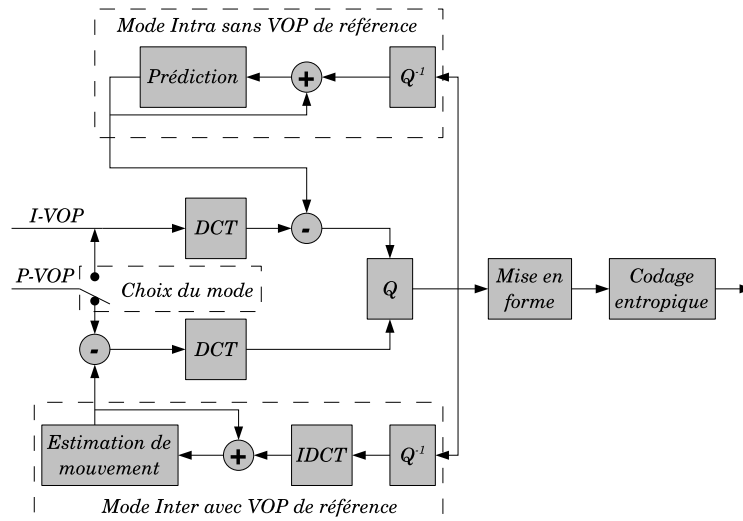 Mode Intra sans VOP de référence
Prédiction
+
Q-1
I-VOP
DCT
-
P-VOP
Choix du mode
Q
Mise en
forme
Codage
entropique
-
DCT
Estimation de
mouvement
+
IDCT
Q-1
Mode Inter avec VOP de référence